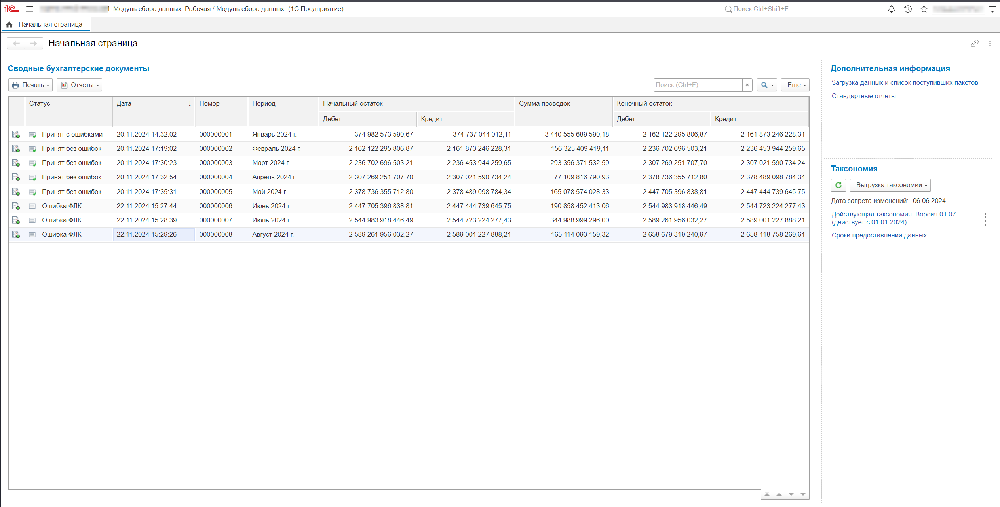 1С _Модуль сбора данных_Рабочая / Модуль сбора данных (1С:Предприятие) Поиск Ctrl+Shift+F
Начальная страница
Начальная страница
Сводные бухгалтерские документы
Печать Отчеты Поиск (Ctrl+F) × Еще
Статус Дата ↓ Номер Период Начальный остаток Сумма проводок Конечный остаток
Дебет Кредит Дебет Кредит
Принят с ошибками 20.11.2024 14:32:02 000000001 Январь 2024 г. 374 982 573 590,67 374 737 044 012,11 3 440 555 689 590,18 2 162 122 295 806,87 2 161 873 246 228,31
Принят без ошибок 20.11.2024 17:19:02 000000002 Февраль 2024 г. 2 162 122 295 806,87 2 161 873 246 228,31 156 325 409 419,11 2 236 702 696 503,21 2 236 453 944 259,65
Принят без ошибок 20.11.2024 17:30:23 000000003 Март 2024 г. 2 236 702 696 503,21 2 236 453 944 259,65 293 356 371 532,59 2 307 269 251 707,70 2 307 021 590 734,24
Принят без ошибок 20.11.2024 17:32:54 000000004 Апрель 2024 г. 2 307 269 251 707,70 2 307 021 590 734,24 77 109 816 790,93 2 378 736 355 712,80 2 378 489 098 784,34
Принят без ошибок 20.11.2024 17:35:31 000000005 Май 2024 г. 2 378 736 355 712,80 2 378 489 098 784,34 165 078 574 028,33 2 447 705 396 838,81 2 447 444 739 645,75
Ошибка ФЛК 22.11.2024 15:27:44 000000006 Июнь 2024 г. 2 447 705 396 838,81 2 447 444 739 645,75 190 858 452 413,06 2 544 983 918 446,49 2 544 723 224 277,43
Ошибка ФЛК 22.11.2024 15:28:39 000000007 Июль 2024 г. 2 544 983 918 446,49 2 544 723 224 277,43 344 988 999 296,00 2 589 261 956 032,27 2 589 001 227 888,21
Ошибка ФЛК 22.11.2024 15:29:26 000000008 Август 2024 г. 2 589 261 956 032,27 2 589 001 227 888,21 165 114 093 159,32 2 658 679 319 240,97 2 658 418 758 269,61
Дополнительная информация
Загрузка данных и список поступивших пакетов
Стандартные отчеты
Таксономия
Выгрузка таксономии
Дата запрета изменений: 06.06.2024
Действующая таксономия: Версия 01.07
(действует с 01.01.2024)
Сроки предоставления данных